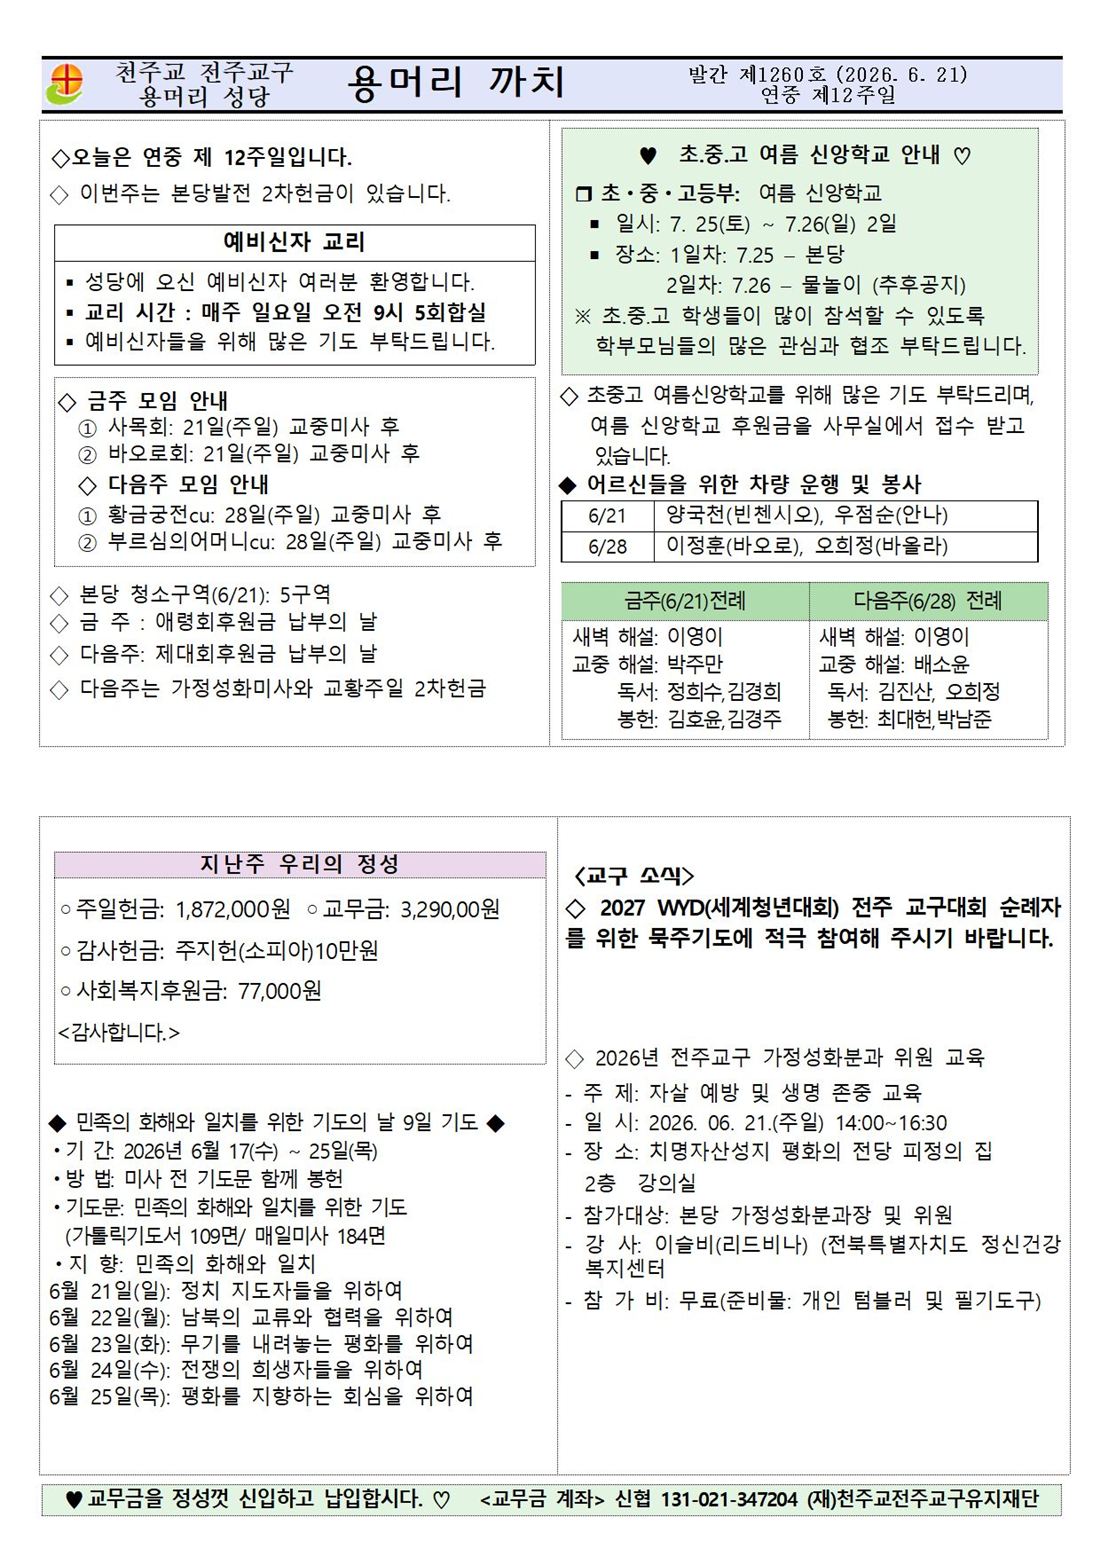 천주교 전주교구
용머리 성당
용머리 까치
발간 제1260호 (2026. 6. 21)
연중 제12주일
◇오늘은 연중 제 12주일입니다.
◇ 이번주는 본당발전 2차헌금이 있습니다.
예비신자 교리
▪ 성당에 오신 예비신자 여러분 환영합니다.
▪ 교리 시간 : 매주 일요일 오전 9시 5회합실
▪ 예비신자들을 위해 많은 기도 부탁드립니다.
◇ 금주 모임 안내
① 사목회: 21일(주일) 교중미사 후
② 바오로회: 21일(주일) 교중미사 후
◇ 다음주 모임 안내
① 황금궁전cu: 28일(주일) 교중미사 후
② 부르심의어머니cu: 28일(주일) 교중미사 후
◇ 본당 청소구역(6/21): 5구역
◇ 금 주 : 애령회후원금 납부의 날
◇ 다음주: 제대회후원금 납부의 날
◇ 다음주는 가정성화미사와 교황주일 2차헌금
♥ 초.중.고 여름 신앙학교 안내 ♡
❒ 초・중・고등부: 여름 신앙학교
▪ 일시: 7. 25(토) ~ 7.26(일) 2일
▪ 장소: 1일차: 7.25 – 본당
2일차: 7.26 – 물놀이 (추후공지)
※ 초.중.고 학생들이 많이 참석할 수 있도록
학부모님들의 많은 관심과 협조 부탁드립니다.
◇ 초중고 여름신앙학교를 위해 많은 기도 부탁드리며,
여름 신앙학교 후원금을 사무실에서 접수 받고
있습니다.
◆ 어르신들을 위한 차량 운행 및 봉사
6/21 양국천(빈첸시오), 우점순(안나)
6/28 이정훈(바오로), 오희정(바올라)
금주(6/21)전례 다음주(6/28) 전례
새벽 해설: 이영이 새벽 해설: 이영이
교중 해설: 박주만 교중 해설: 배소윤
독서: 정희수,김경희 독서: 김진산, 오희정
봉헌: 김호윤,김경주 봉헌: 최대헌,박남준
지난주 우리의 정성
○주일헌금: 1,872,000원 ○교무금: 3,290,00원
○감사헌금: 주지헌(소피아)10만원
○사회복지후원금: 77,000원
<감사합니다.>
◆ 민족의 화해와 일치를 위한 기도의 날 9일 기도 ◆
・기 간: 2026년 6월 17(수) ~ 25일(목)
・방 법: 미사 전 기도문 함께 봉헌
・기도문: 민족의 화해와 일치를 위한 기도
(가톨릭기도서 109면/ 매일미사 184면
・지 향: 민족의 화해와 일치
6월 21일(일): 정치 지도자들을 위하여
6월 22일(월): 남북의 교류와 협력을 위하여
6월 23일(화): 무기를 내려놓는 평화를 위하여
6월 24일(수): 전쟁의 희생자들을 위하여
6월 25일(목): 평화를 지향하는 회심을 위하여
<교구 소식>
◇ 2027 WYD(세계청년대회) 전주 교구대회 순례자
를 위한 묵주기도에 적극 참여해 주시기 바랍니다.
◇ 2026년 전주교구 가정성화분과 위원 교육
- 주 제: 자살 예방 및 생명 존중 교육
- 일 시: 2026. 06. 21.(주일) 14:00~16:30
- 장 소: 치명자산성지 평화의 전당 피정의 집
2층 강의실
- 참가대상: 본당 가정성화분과장 및 위원
- 강 사: 이슬비(리드비나) (전북특별자치도 정신건강
복지센터
- 참 가 비: 무료(준비물: 개인 텀블러 및 필기도구)
♥교무금을 정성껏 신입하고 납입합시다. ♡ <교무금 계좌> 신협 131-021-347204 (재)천주교전주교구유지재단